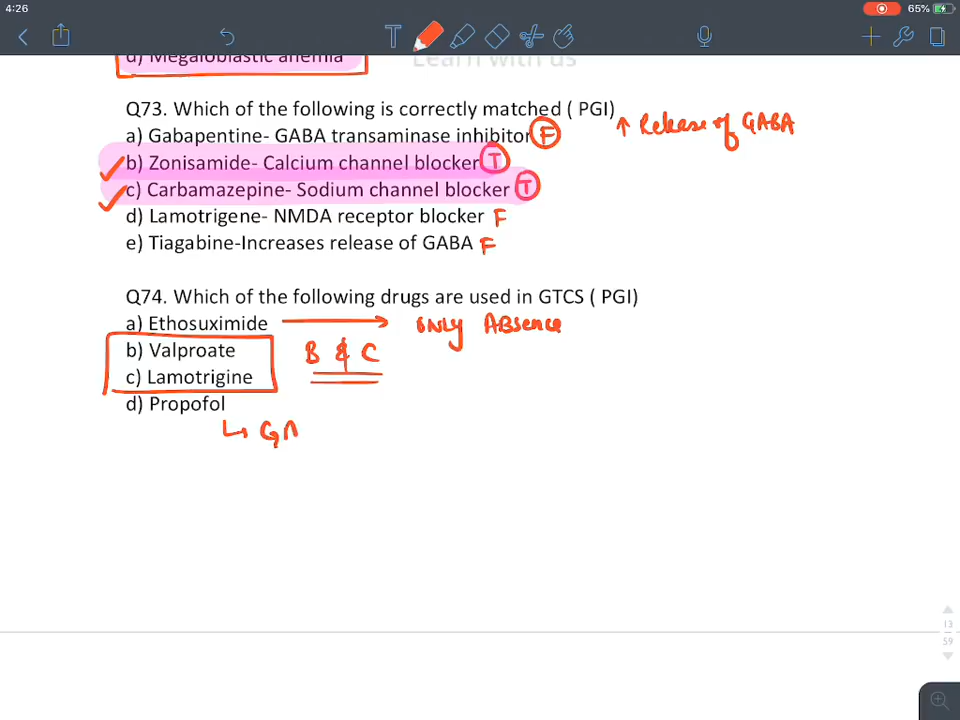 4:26
65%
T
d) Megaloblastic anemia
Learn with us
Q73. Which of the following is correctly matched ( PGI)
a) Gabapentine- GABA transaminase inhibitor F
↑ Release of GABA
b) Zonisamide- Calcium channel blocker T
c) Carbamazepine- Sodium channel blocker T
d) Lamotrigene- NMDA receptor blocker F
e) Tiagabine-Increases release of GABA F
Q74. Which of the following drugs are used in GTCS ( PGI)
a) Ethosuximide → only Absence
b) Valproate
B & C
c) Lamotrigine
d) Propofol
↳ GA
13
59